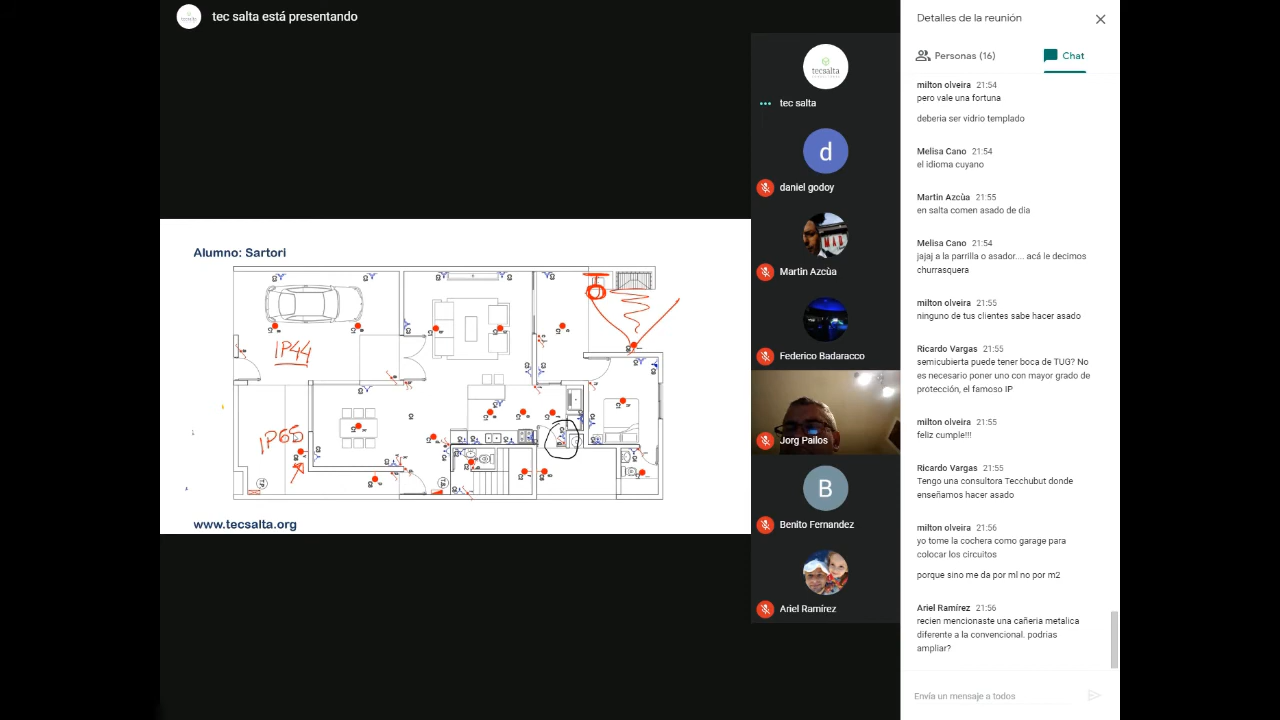 tec salta está presentando
Alumno: Sartori
IP44
IP65
www.tecsalta.org
tecsalta
tec salta
d
daniel godoy
MAD
Martin Azcùa
Federico Badaracco
Jorg Pailos
B
Benito Fernandez
Ariel Ramírez
Detalles de la reunión
Personas (16)
Chat
milton olveira 21:54
pero vale una fortuna
deberia ser vidrio templado
Melisa Cano 21:54
el idioma cuyano
Martin Azcùa 21:55
en salta comen asado de día
Melisa Cano 21:54
jajaj a la parrilla o asador.... acá le decimos
churrasquera
milton olveira 21:55
ninguno de tus clientes sabe hacer asado
Ricardo Vargas 21:55
semicubierta puede tener boca de TUG? No
es necesario poner uno con mayor grado de
protección, el famoso IP
milton olveira 21:55
feliz cumple!!!
Ricardo Vargas 21:55
Tengo una consultora Tecchubut donde
enseñamos hacer asado
milton olveira 21:56
yo tome la cochera como garage para
colocar los circuitos
porque sino me da por ml no por m2
Ariel Ramírez 21:56
recien mencionaste una cañeria metalica
diferente a la convencional. podrias
ampliar?
Envía un mensaje a todos